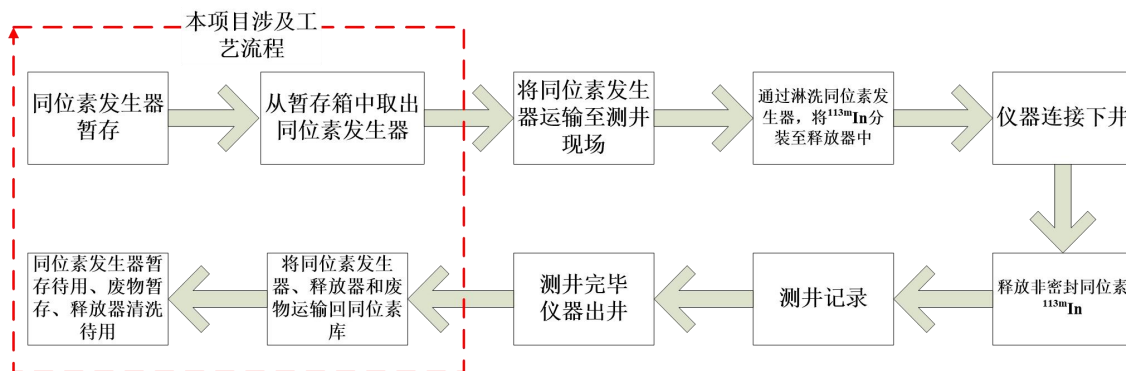 本项目涉及工
艺流程
同位素发生器
暂存
从暂存箱中取出
同位素发生器
将同位素发生
器运输至测井
现场
通过淋洗同位素发
生器，将113mIn分
装至释放器中
仪器连接下井
释放非密封同位素
113mIn
测井记录
测井完毕
仪器出井
将同位素发生
器、释放器和废
物运输回同位素
库
同位素发生器暂
存待用、废物暂
存、释放器清洗
待用